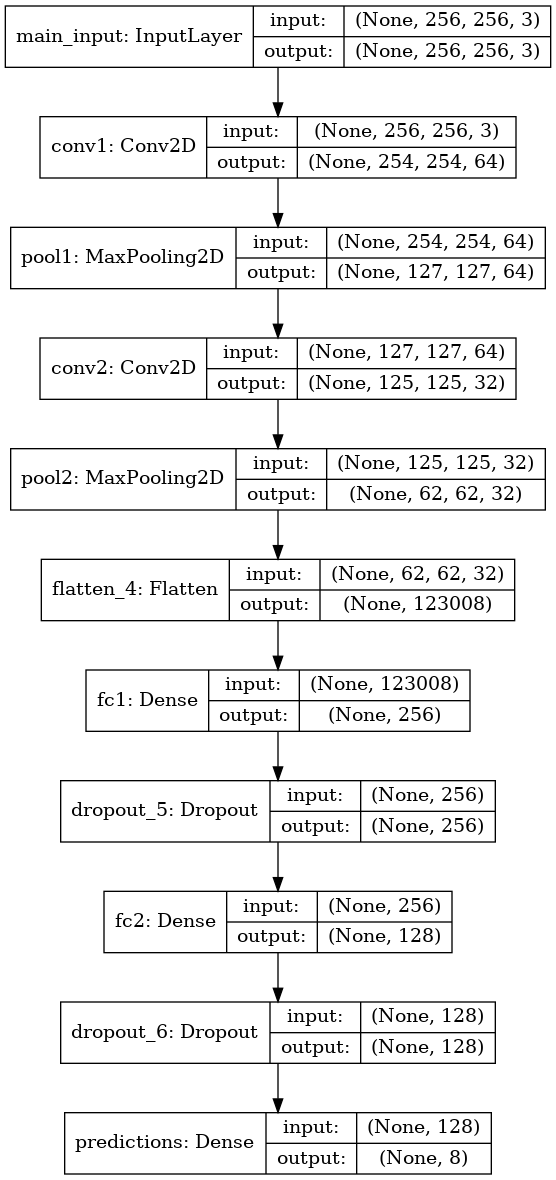 main_input: InputLayer
input: (None, 256, 256, 3)
output: (None, 256, 256, 3)
conv1: Conv2D
input: (None, 256, 256, 3)
output: (None, 254, 254, 64)
pool1: MaxPooling2D
input: (None, 254, 254, 64)
output: (None, 127, 127, 64)
conv2: Conv2D
input: (None, 127, 127, 64)
output: (None, 125, 125, 32)
pool2: MaxPooling2D
input: (None, 125, 125, 32)
output: (None, 62, 62, 32)
flatten_4: Flatten
input: (None, 62, 62, 32)
output: (None, 123008)
fc1: Dense
input: (None, 123008)
output: (None, 256)
dropout_5: Dropout
input: (None, 256)
output: (None, 256)
fc2: Dense
input: (None, 256)
output: (None, 128)
dropout_6: Dropout
input: (None, 128)
output: (None, 128)
predictions: Dense
input: (None, 128)
output: (None, 8)